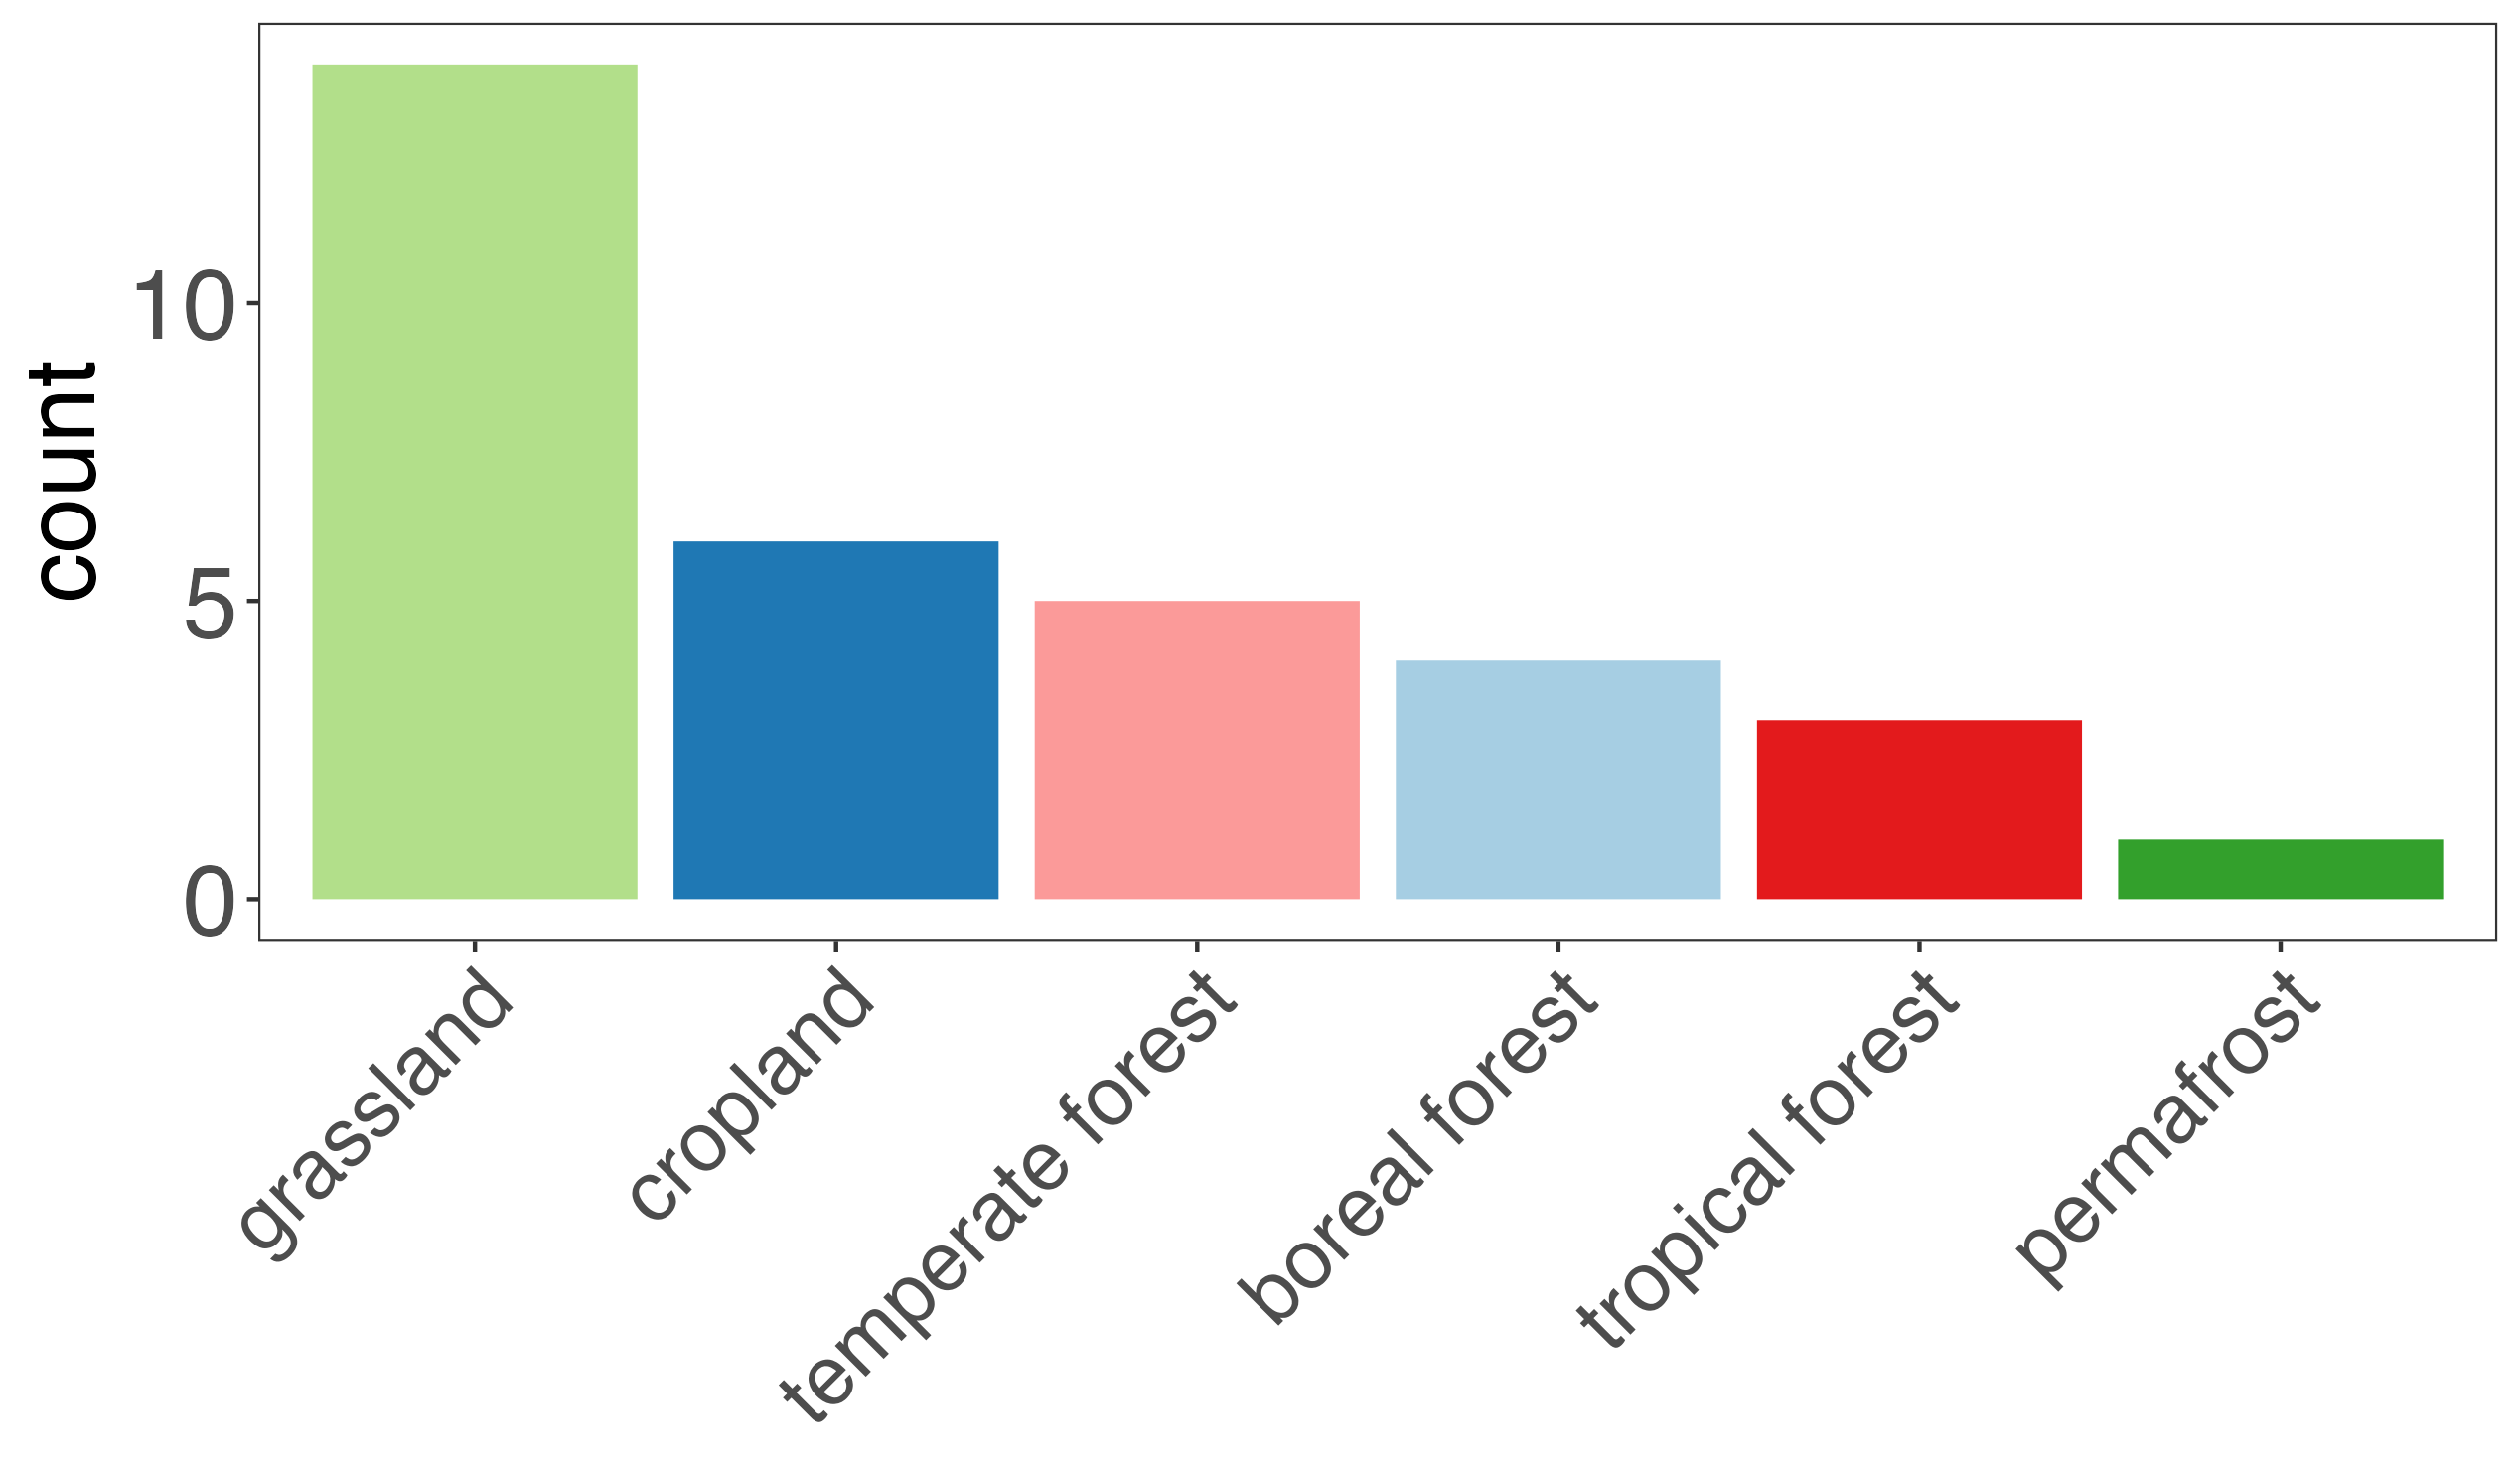 count
10
5
0
grassland
cropland
temperate forest
boreal forest
tropical forest
permafrost